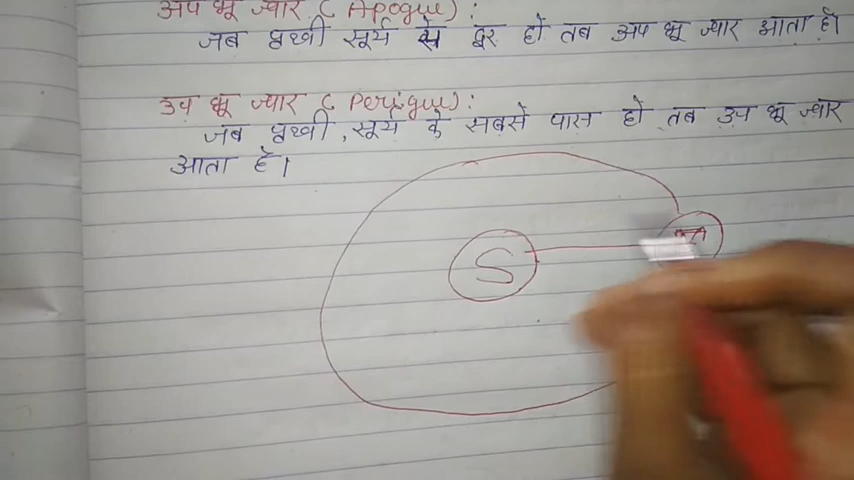 अप भू ज्वार ( Apogue) :
जब पृथ्वी सूर्य से दूर हो तब अप भू ज्वार आता है।
उप भू ज्वार ( Perigue) :
जब पृथ्वी , सूर्य के सबसे पास हो तब उप भू ज्वार
आता है।
S